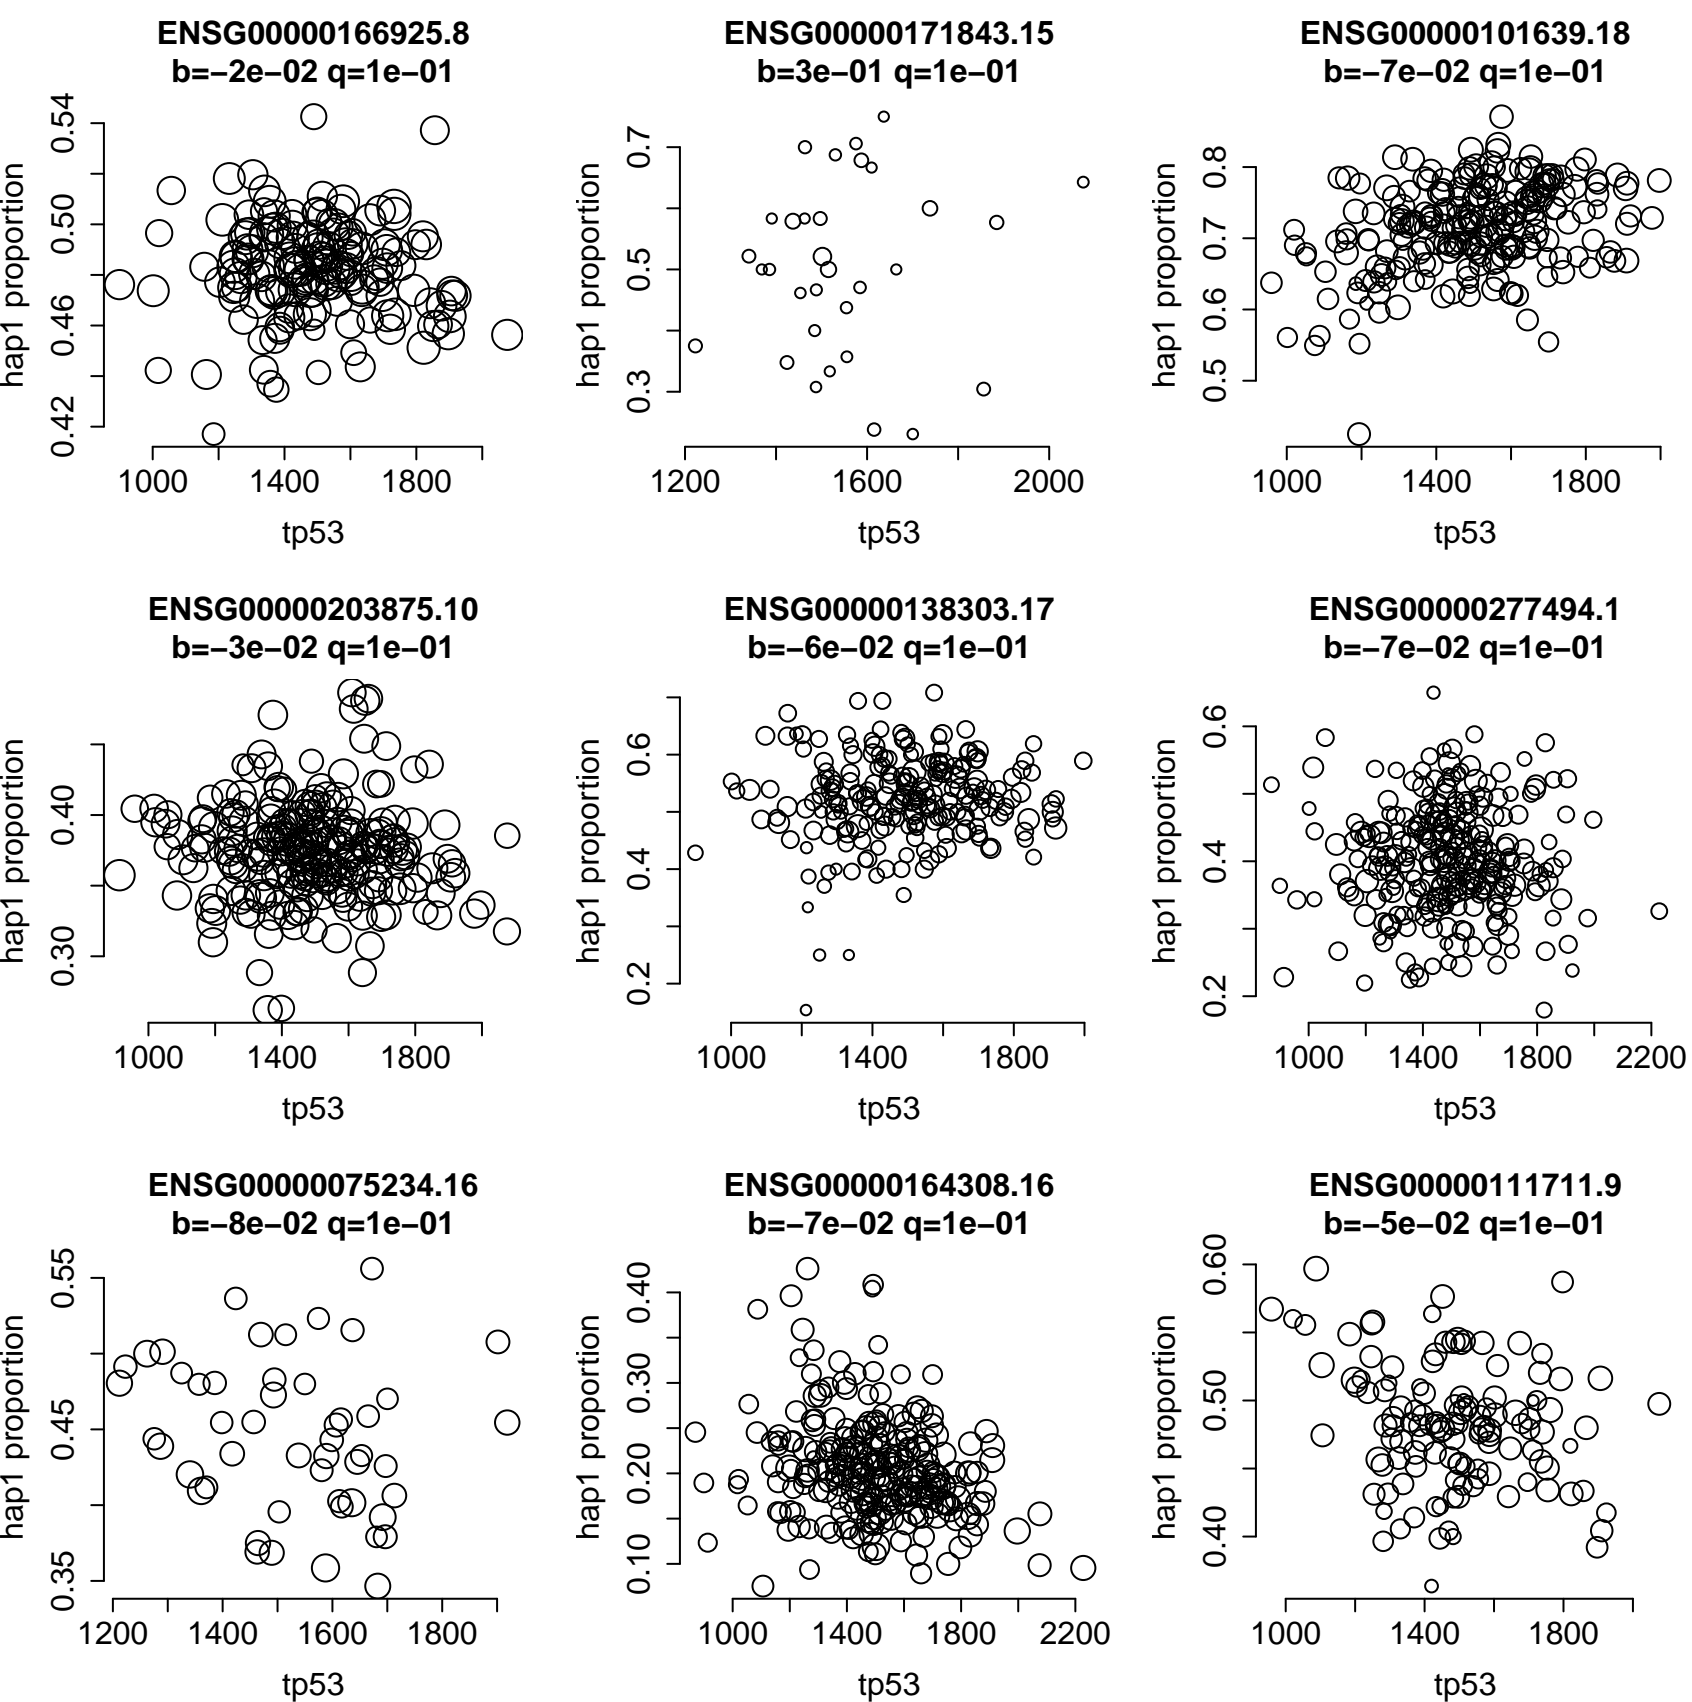 ENSG00000166925.8
b=−2e−02 q=1e−01
hap1 proportion
0.54
0.50
0.46
0.42
1000 1400 1800
tp53
ENSG00000171843.15
b=3e−01 q=1e−01
hap1 proportion
0.7
0.5
0.3
1200 1600 2000
tp53
ENSG00000101639.18
b=−7e−02 q=1e−01
hap1 proportion
0.8
0.7
0.6
0.5
1000 1400 1800
tp53
ENSG00000203875.10
b=−3e−02 q=1e−01
hap1 proportion
0.40
0.30
1000 1400 1800
tp53
ENSG00000138303.17
b=−6e−02 q=1e−01
hap1 proportion
0.6
0.4
0.2
1000 1400 1800
tp53
ENSG00000277494.1
b=−7e−02 q=1e−01
hap1 proportion
0.6
0.4
0.2
1000 1400 1800 2200
tp53
ENSG00000075234.16
b=−8e−02 q=1e−01
hap1 proportion
0.55
0.45
0.35
1200 1400 1600 1800
tp53
ENSG00000164308.16
b=−7e−02 q=1e−01
hap1 proportion
0.40
0.30
0.20
0.10
1000 1400 1800 2200
tp53
ENSG00000111711.9
b=−5e−02 q=1e−01
hap1 proportion
0.60
0.50
0.40
1000 1400 1800
tp53